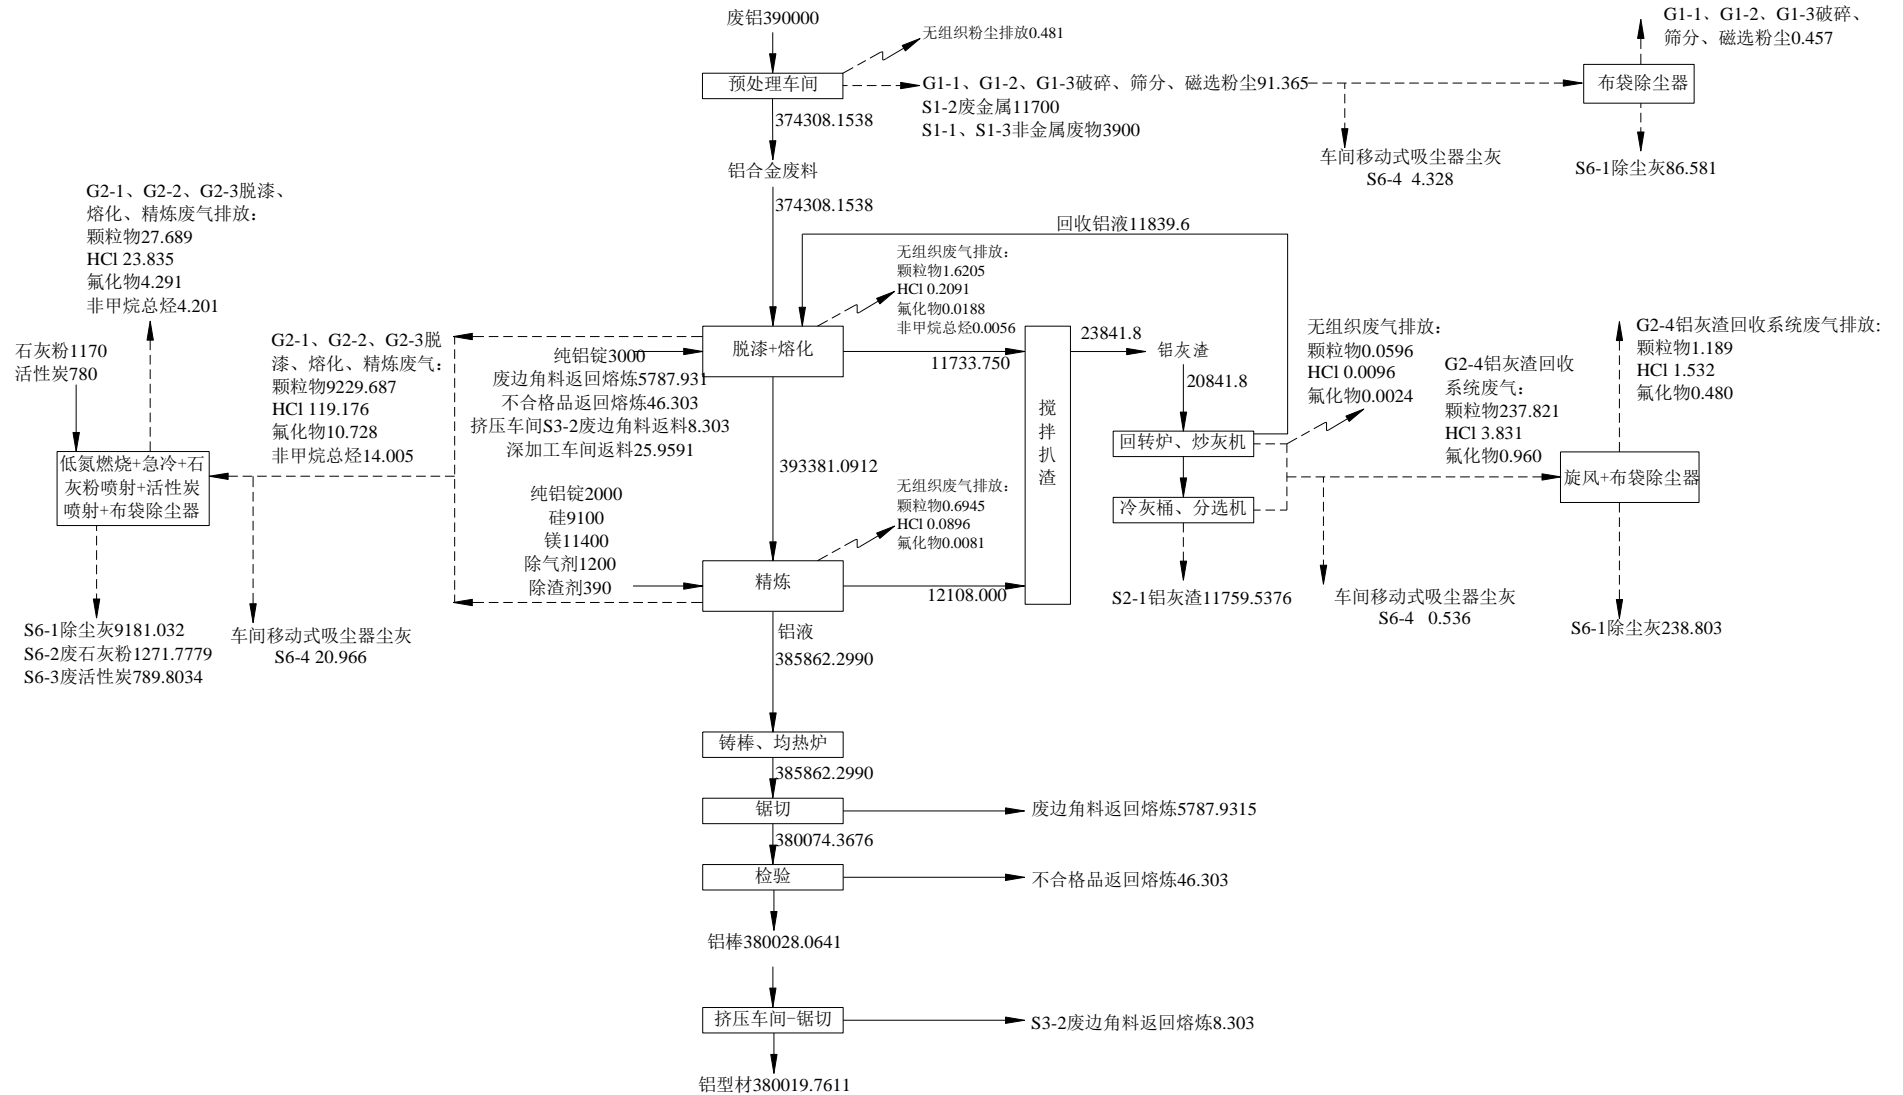 废铝390000
无组织粉尘排放0.481
G1-1、G1-2、G1-3破碎、
筛分、磁选粉尘0.457
预处理车间
G1-1、G1-2、G1-3破碎、筛分、磁选粉尘91.365
S1-2废金属11700
S1-1、S1-3非金属废物3900
布袋除尘器
374308.1538
车间移动式吸尘器尘灰
S6-4 4.328
S6-1除尘灰86.581
铝合金废料
374308.1538
G2-1、G2-2、G2-3脱漆、
熔化、精炼废气排放：
颗粒物27.689
HCl 23.835
氟化物4.291
非甲烷总烃4.201
回收铝液11839.6
无组织废气排放：
颗粒物1.6205
HCl 0.2091
氟化物0.0188
非甲烷总烃0.0056
石灰粉1170
活性炭780
G2-1、G2-2、G2-3脱
漆、熔化、精炼废气：
颗粒物9229.687
HCl 119.176
氟化物10.728
非甲烷总烃14.005
脱漆+熔化
纯铝锭3000
废边角料返回熔炼5787.931
不合格品返回熔炼46.303
挤压车间S3-2废边角料返料8.303
深加工车间返料25.9591
11733.750
搅拌扒渣
23841.8
铝灰渣
20841.8
无组织废气排放：
颗粒物0.0596
HCl 0.0096
氟化物0.0024
G2-4铝灰渣回收系统废气排放：
颗粒物1.189
HCl 1.532
氟化物0.480
G2-4铝灰渣回收
系统废气：
颗粒物237.821
HCl 3.831
氟化物0.960
回转炉、炒灰机
冷灰桶、分选机
旋风+布袋除尘器
低氮燃烧+急冷+石
灰粉喷射+活性炭
喷射+布袋除尘器
393381.0912
纯铝锭2000
硅9100
镁11400
除气剂1200
除渣剂390
无组织废气排放：
颗粒物0.6945
HCl 0.0896
氟化物0.0081
精炼
12108.000
S2-1铝灰渣11759.5376
车间移动式吸尘器尘灰
S6-4 0.536
S6-1除尘灰238.803
S6-1除尘灰9181.032
S6-2废石灰粉1271.7779
S6-3废活性炭789.8034
车间移动式吸尘器尘灰
S6-4 20.966
铝液
385862.2990
铸棒、均热炉
385862.2990
锯切
废边角料返回熔炼5787.9315
380074.3676
检验
不合格品返回熔炼46.303
铝棒380028.0641
挤压车间-锯切
S3-2废边角料返回熔炼8.303
铝型材380019.7611